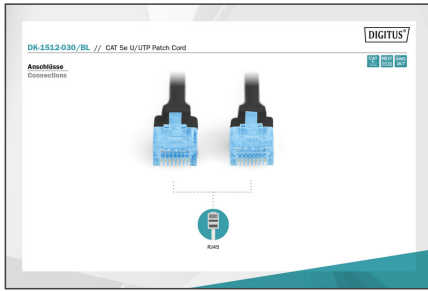 DIGITUS®
DK-1512-030/BL // CAT 5e U/UTP Patch Cord
Anschlüsse
Connections
RJ45